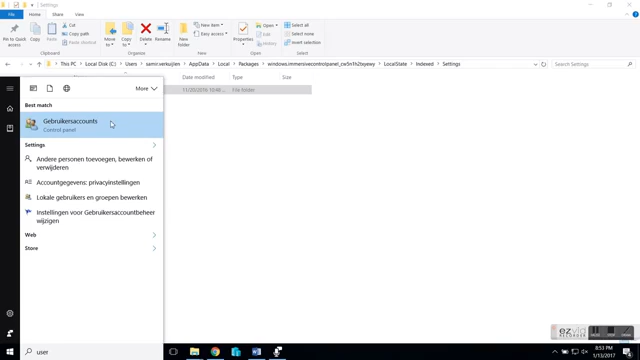 Settings
File
Home
Share
View
Pin to Quick access
Copy
Paste
Cut
Copy path
Paste shortcut
Move to
Copy to
Delete
Rename
New folder
New item
Easy access
Properties
Open
Edit
History
Select all
Select none
Invert selection
Clipboard
Organize
New
Open
Select
This PC > Local Disk (C:) > Users > > AppData > Local > Packages > > LocalState > Indexed > Settings
Search Settings
Date modified
Type
Size
11/20/2016 10:46
File folder
More
Best match
Gebruikersaccounts
Control panel
Settings
Andere personen toevoegen, bewerken of
verwijderen
Accountgegevens: privacyinstellingen
Lokale gebruikers en groepen bewerken
Instellingen voor Gebruikersaccountbeheer
wijzigen
Web
Store
user
ezvid
RECORDER
PAUSE
STOP
DRAW
8:53 PM
1/13/2017